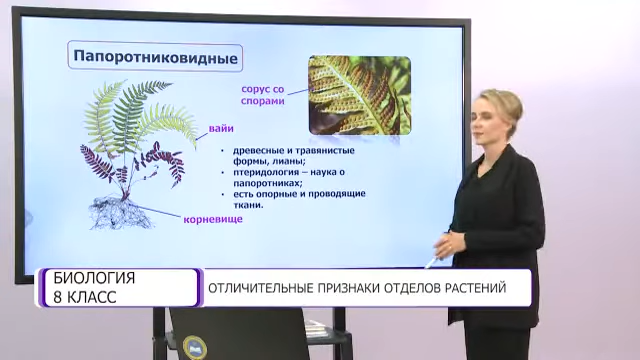 Папоротниковидные
сорус со
спорами
вайи
• древесные и травянистые
формы, лианы;
• птеридология – наука о
папоротниках;
• есть опорные и проводящие
ткани.
корневище
БИОЛОГИЯ
8 КЛАСС
ОТЛИЧИТЕЛЬНЫЕ ПРИЗНАКИ ОТДЕЛОВ РАСТЕНИЙ